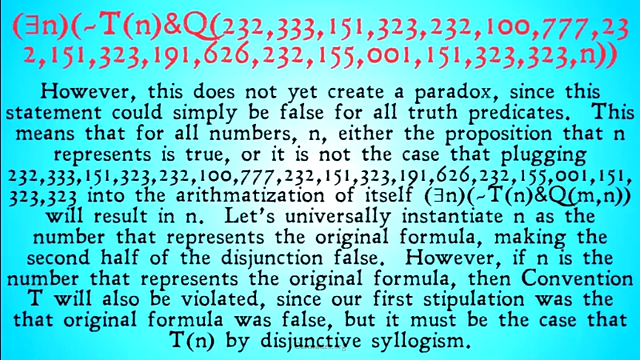 (∃n)(~T(n)&Q(232,333,151,323,232,100,777,23
2,151,323,191,626,232,155,001,151,323,323,n))
However, this does not yet create a paradox, since this
statement could simply be false for all truth predicates. This
means that for all numbers, n, either the proposition that n
represents is true, or it is not the case that plugging
232,333,151,323,232,100,777,232,151,323,191,626,232,155,001,151,
323,323 into the arithmatization of itself (∃n)(~T(n)&Q(m,n))
will result in n. Let's universally instantiate n as the
number that represents the original formula, making the
second half of the disjunction false. However, if n is the
number that represents the original formula, then Convention
T will also be violated, since our first stipulation was the
that original formula was false, but it must be the case that
T(n) by disjunctive syllogism.